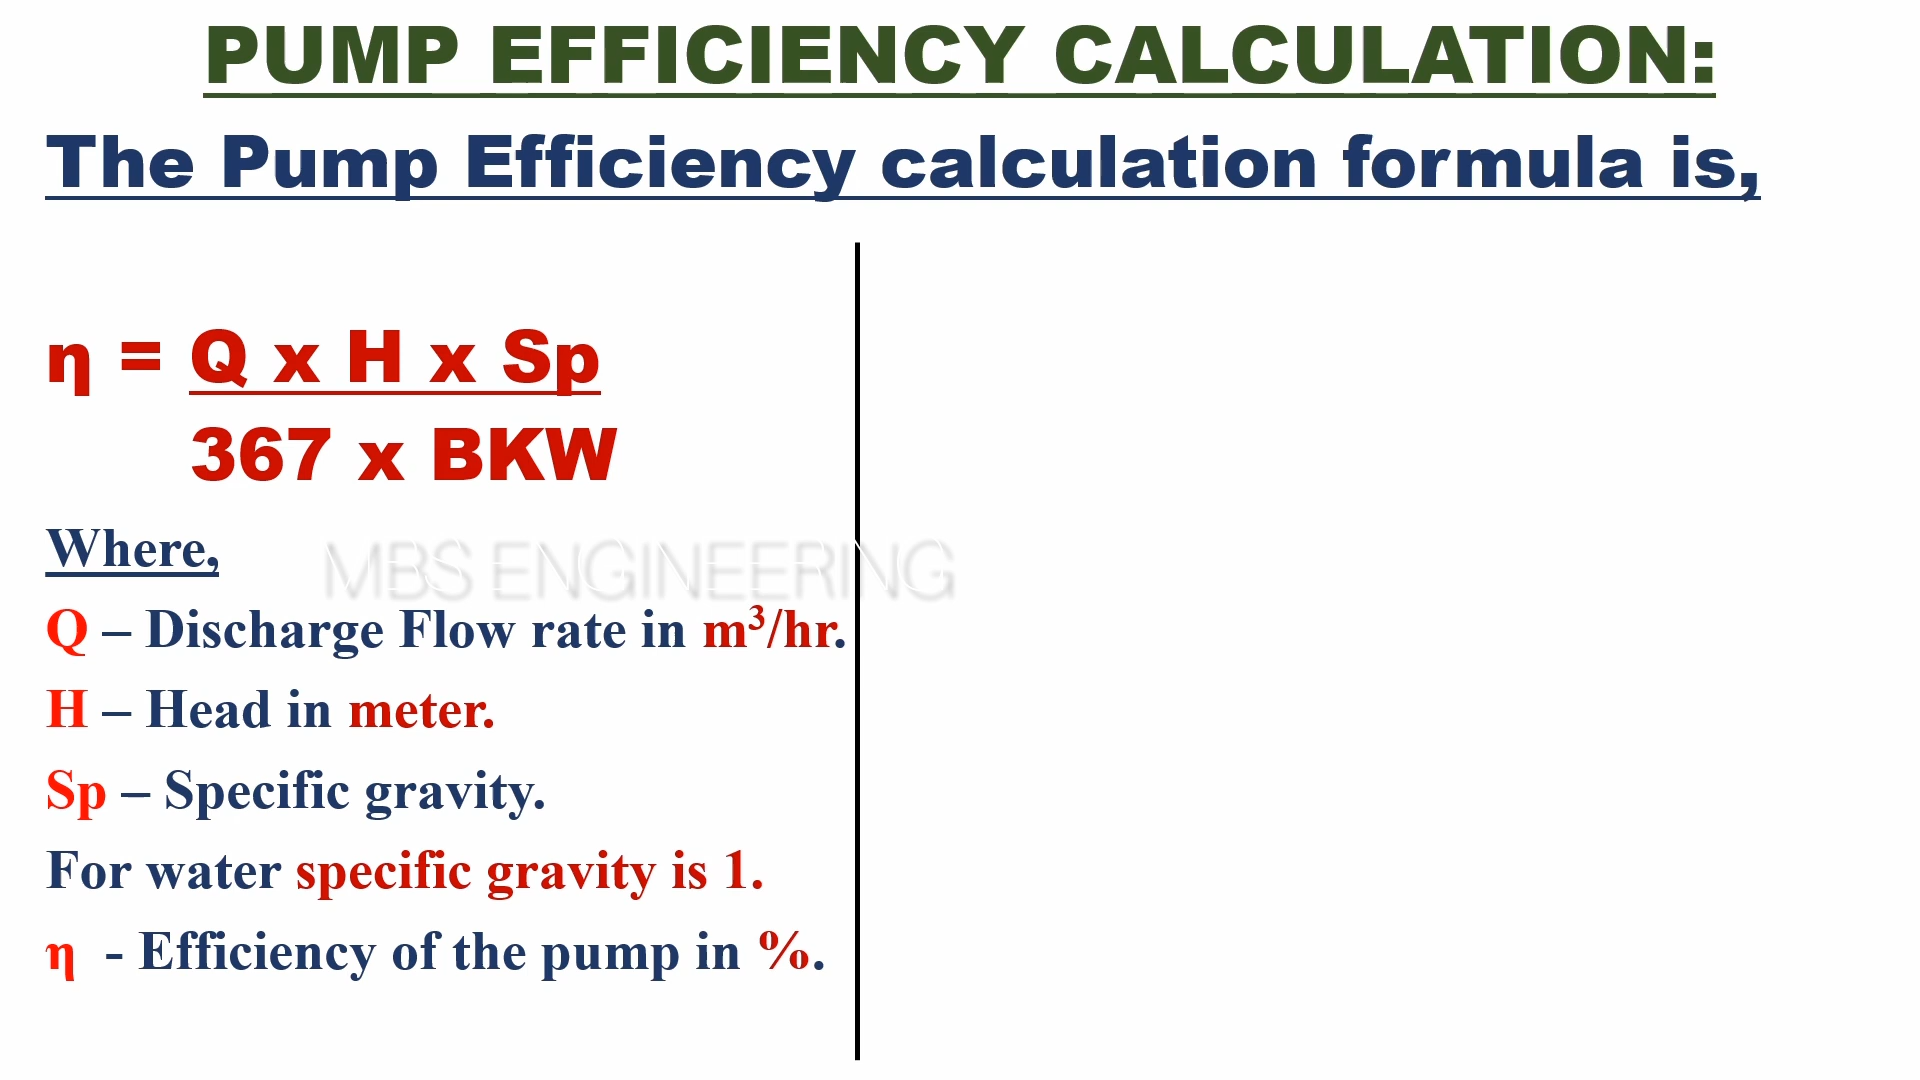 PUMP EFFICIENCY CALCULATION:
The Pump Efficiency calculation formula is,
η = Q x H x Sp
367 x BKW
Where,
MBS ENGINEERING
Q – Discharge Flow rate in m³/hr.
H – Head in meter.
Sp – Specific gravity.
For water specific gravity is 1.
η - Efficiency of the pump in %.